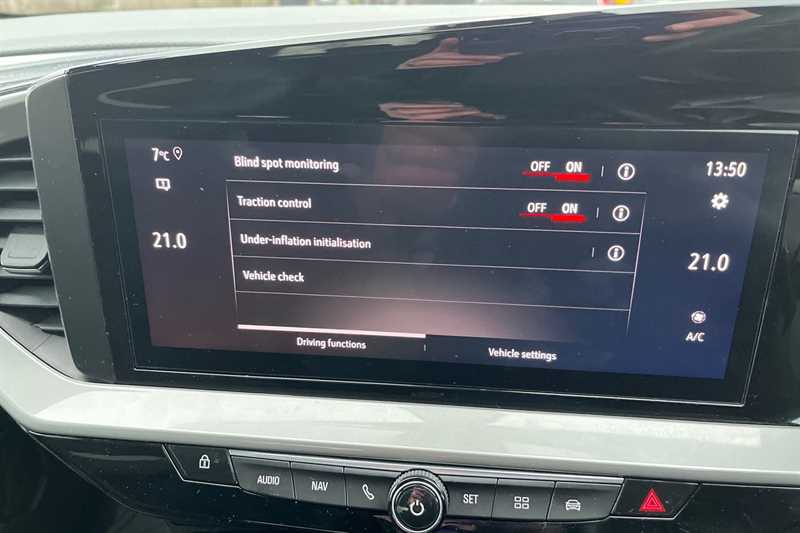 7°C
13:50
Blind spot monitoring OFF ON
Traction control OFF ON
21.0
Under-inflation initialisation
21.0
Vehicle check
A/C
Driving functions
Vehicle settings
AUDIO
NAV
SET